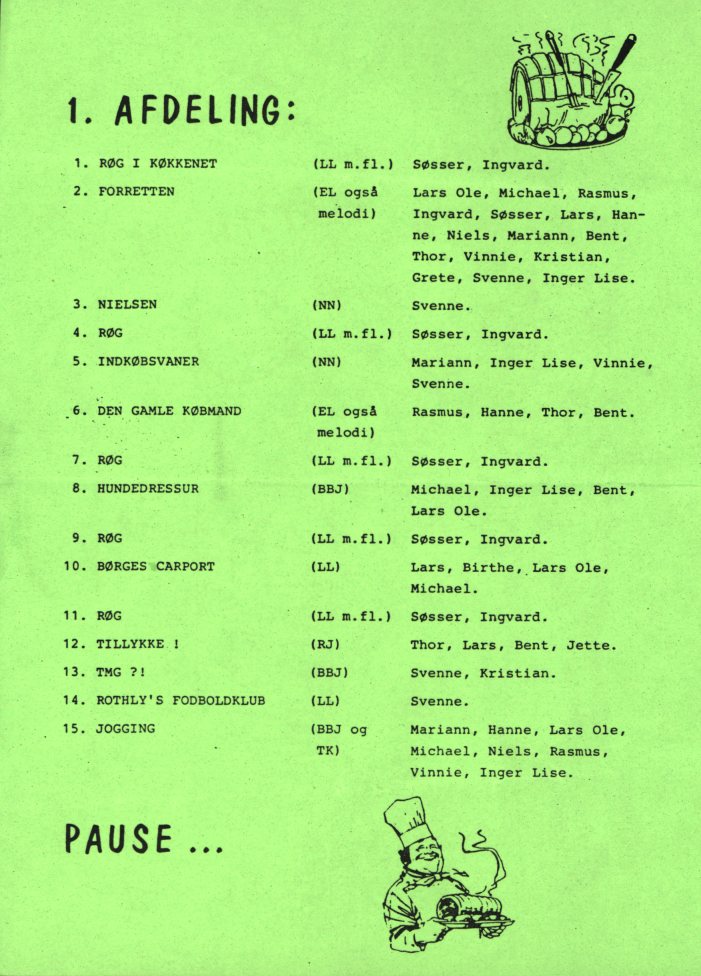 1. AFDELING:
1. RØG I KØKKENET (LL m.fl.) Søsser, Ingvard.
2. FORRETTEN (EL også Lars Ole, Michael, Rasmus,
melodi) Ingvard, Søsser, Lars, Han-
ne, Niels, Mariann, Bent,
Thor, Vinnie, Kristian,
Grete, Svenne, Inger Lise.
3. NIELSEN (NN) Svenne.
4. RØG (LL m.fl.) Søsser, Ingvard.
5. INDKØBSVANER (NN) Mariann, Inger Lise, Vinnie,
Svenne.
6. DEN GAMLE KØBMAND (EL også Rasmus, Hanne, Thor, Bent.
melodi)
7. RØG (LL m.fl.) Søsser, Ingvard.
8. HUNDEDRESSUR (BBJ) Michael, Inger Lise, Bent,
Lars Ole.
9. RØG (LL m.fl.) Søsser, Ingvard.
10. BØRGES CARPORT (LL) Lars, Birthe, Lars Ole,
Michael.
11. RØG (LL m.fl.) Søsser, Ingvard.
12. TILLYKKE ! (RJ) Thor, Lars, Bent, Jette.
13. TMG ?! (BBJ) Svenne, Kristian.
14. ROTHLY'S FODBOLDKLUB (LL) Svenne.
15. JOGGING (BBJ og Mariann, Hanne, Lars Ole,
TK) Michael, Niels, Rasmus,
Vinnie, Inger Lise.
PAUSE ...